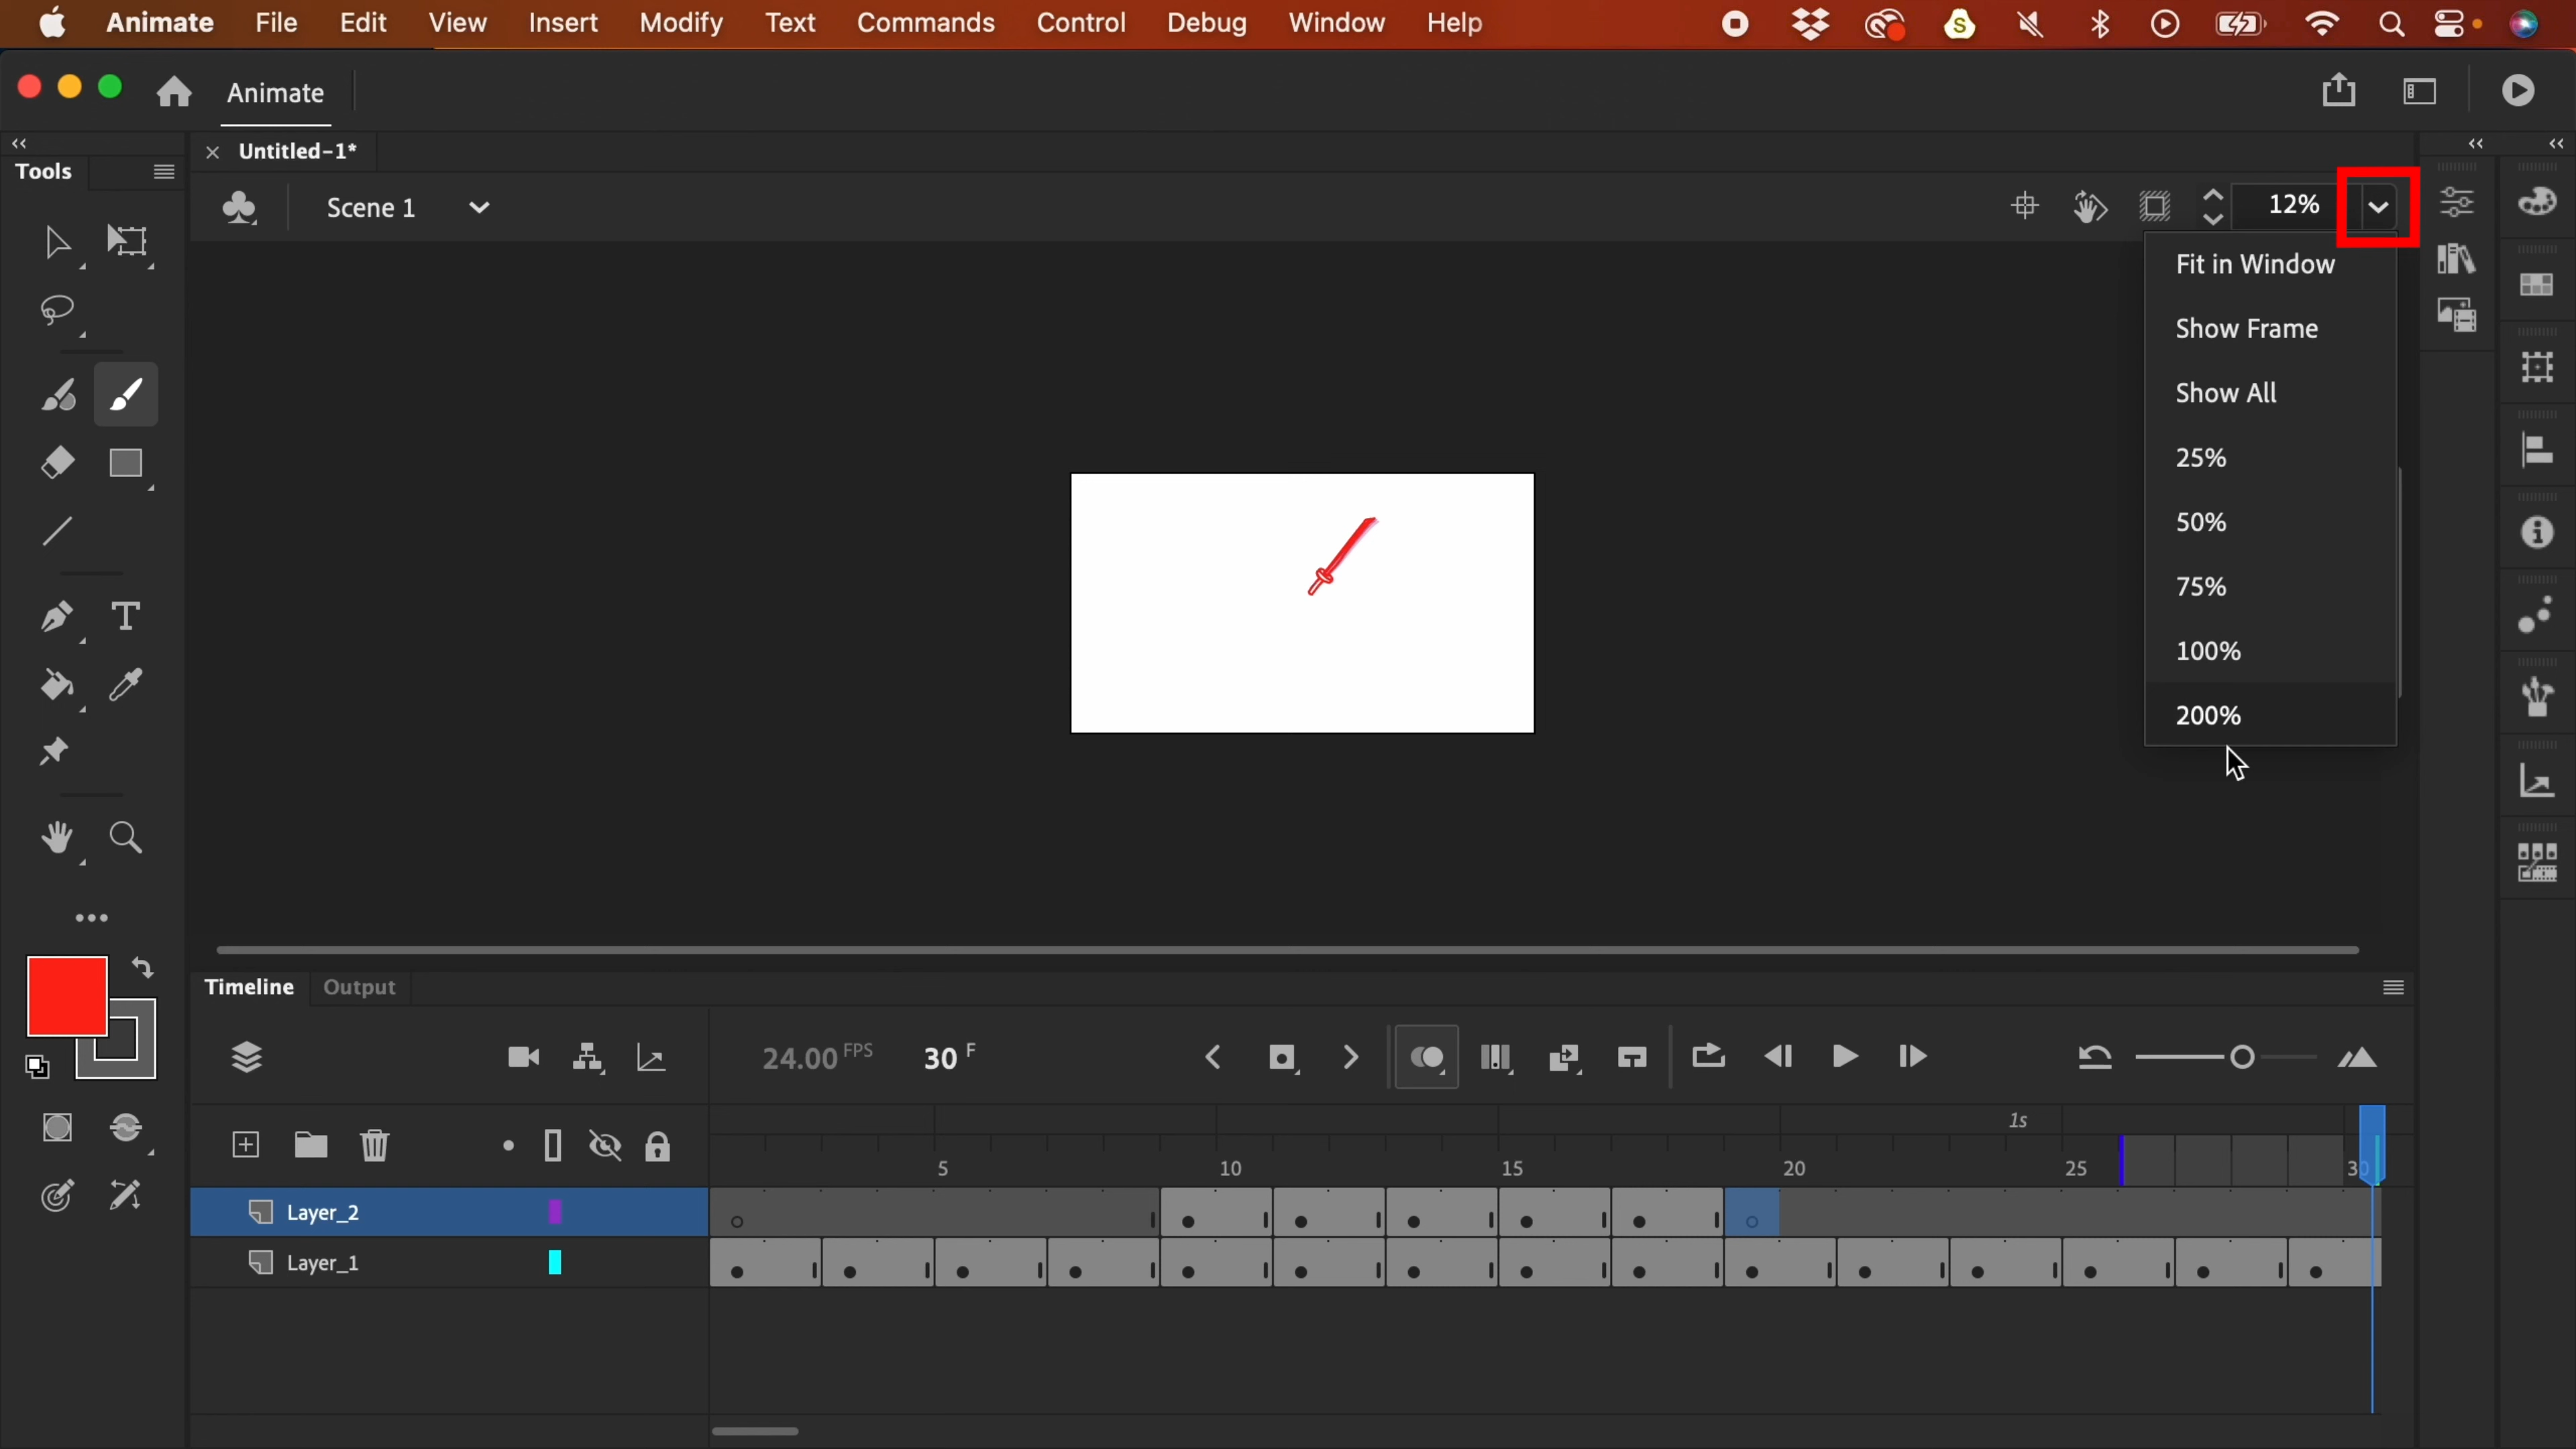 Animate File Edit View Insert Modify Text Commands Control Debug Window Help
Animate
Tools
Untitled-1*
Scene 1
12%
Fit in Window
Show Frame
Show All
25%
50%
75%
100%
200%
T
Timeline Output
24.00 FPS 30 F
1s
5 10 15 20 25 30
Layer_2
Layer_1